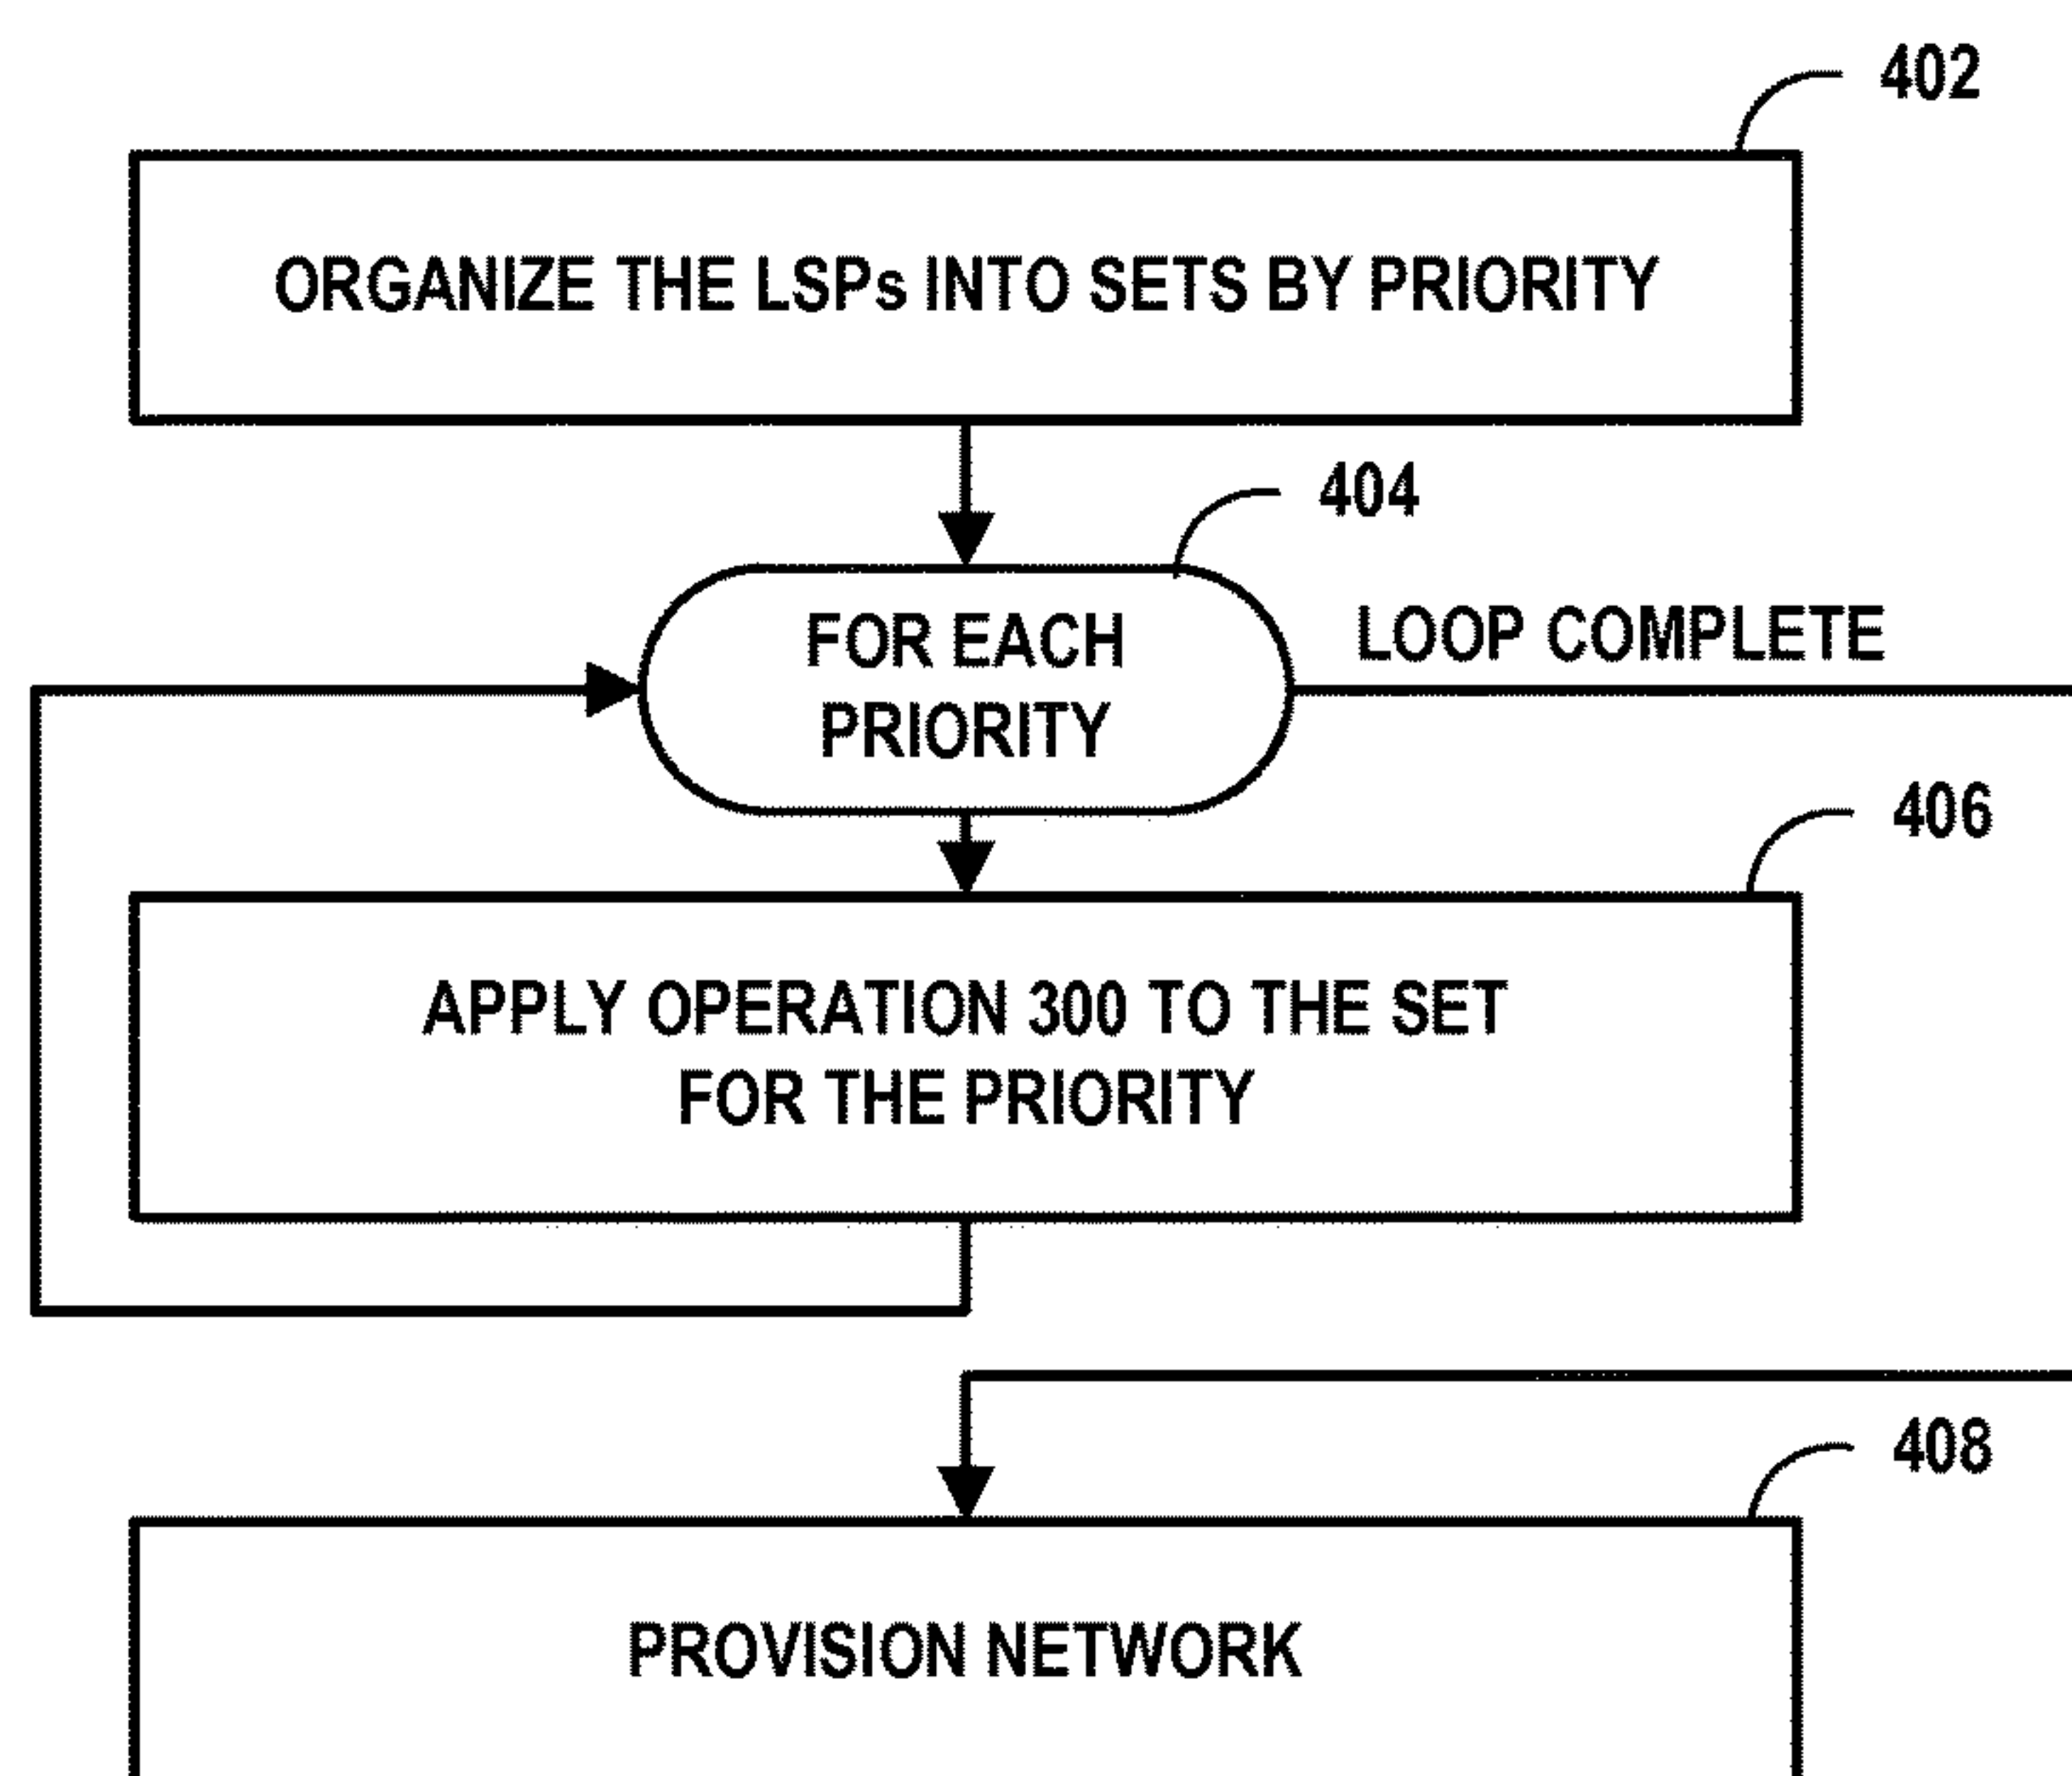 402
ORGANIZE THE LSPs INTO SETS BY PRIORITY
404
FOR EACH
PRIORITY
LOOP COMPLETE
406
APPLY OPERATION 300 TO THE SET
FOR THE PRIORITY
408
PROVISION NETWORK